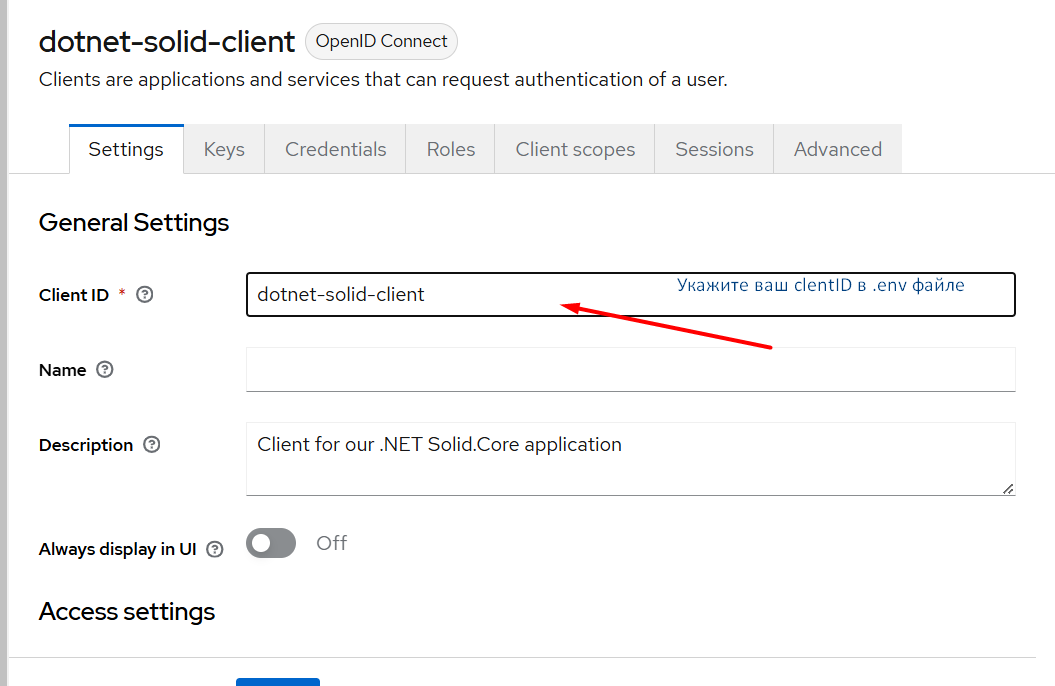 dotnet-solid-client OpenID Connect
Clients are applications and services that can request authentication of a user.
Settings Keys Credentials Roles Client scopes Sessions Advanced
General Settings
Client ID * dotnet-solid-client Укажите ваш clentID в .env файле
Name
Description Client for our .NET Solid.Core application
Always display in UI Off
Access settings